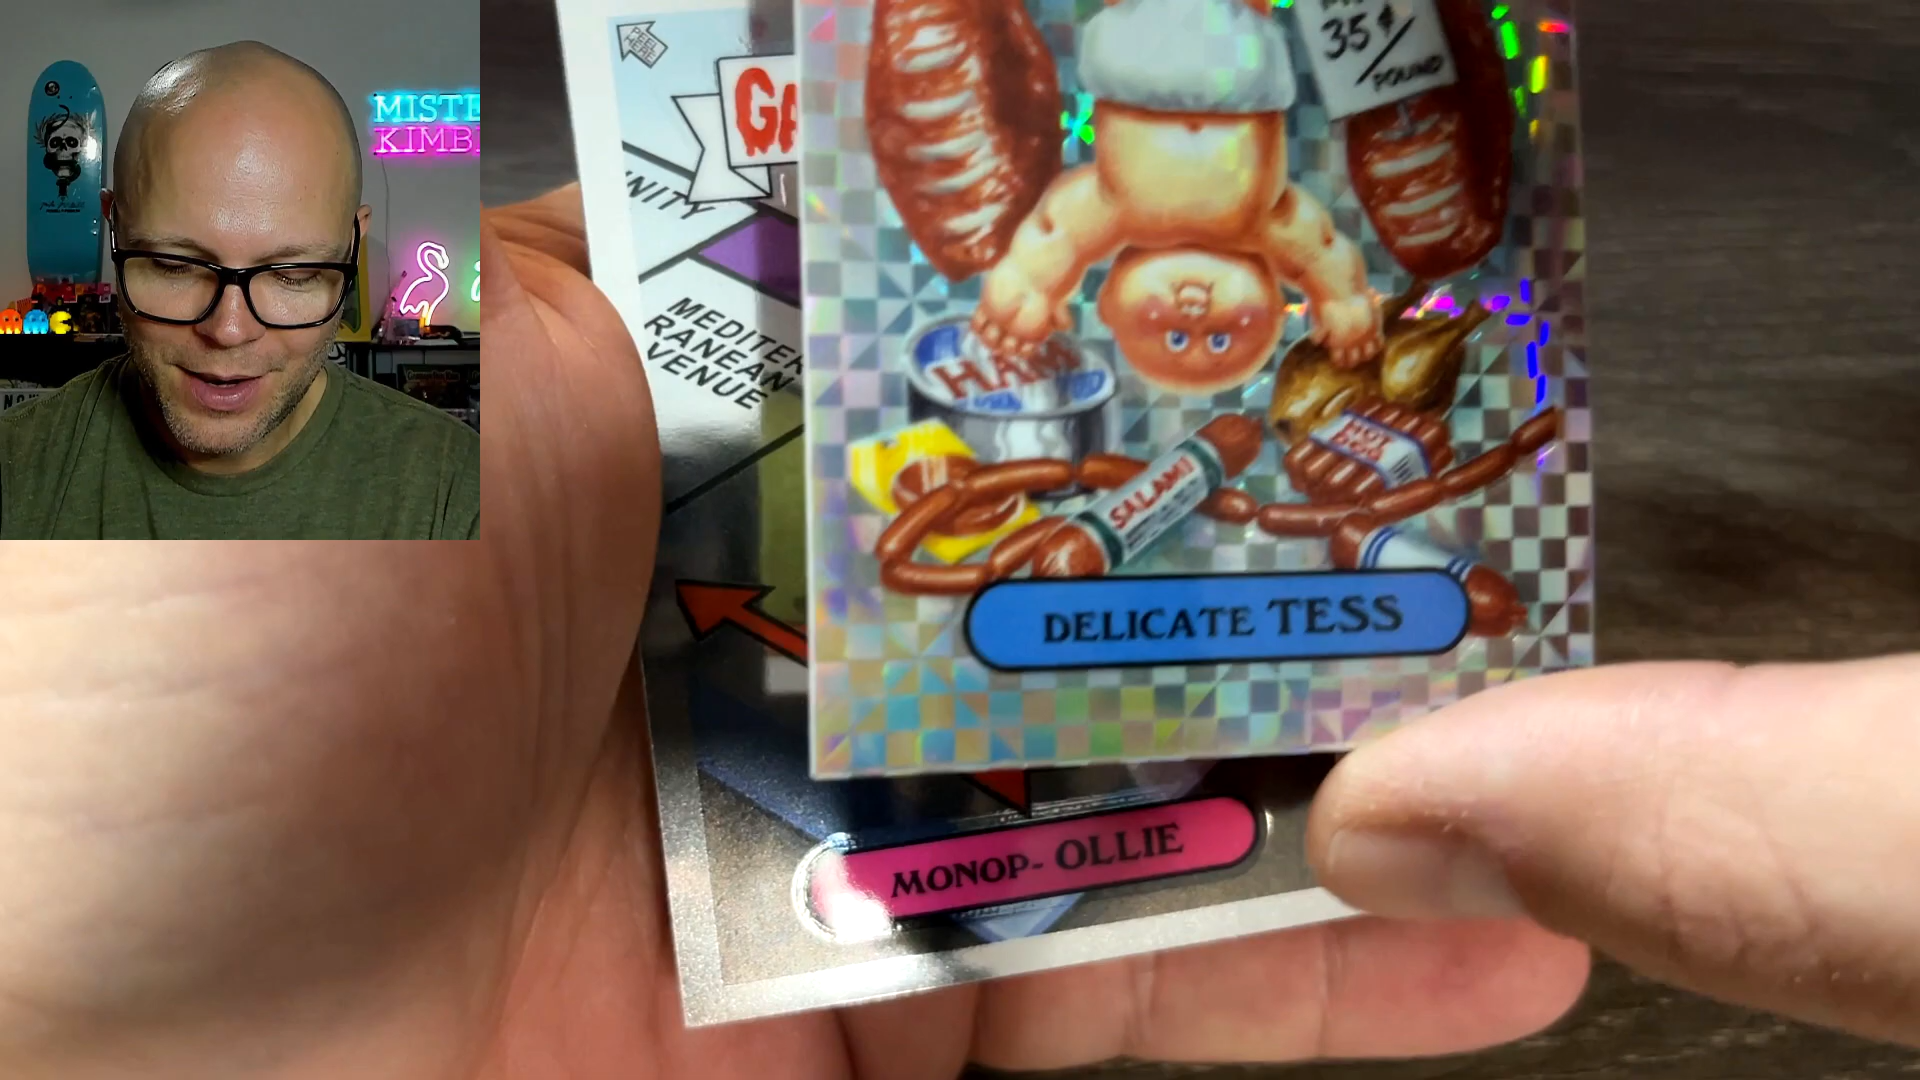 MISTE
KIMB
PEEL
HERE
GA
NITY
MEDITER
RANEAN
VENUE
35¢/
POUND
HAM
SALAMI
HOT
DOG
DELICATE TESS
MONOP- OLLIE